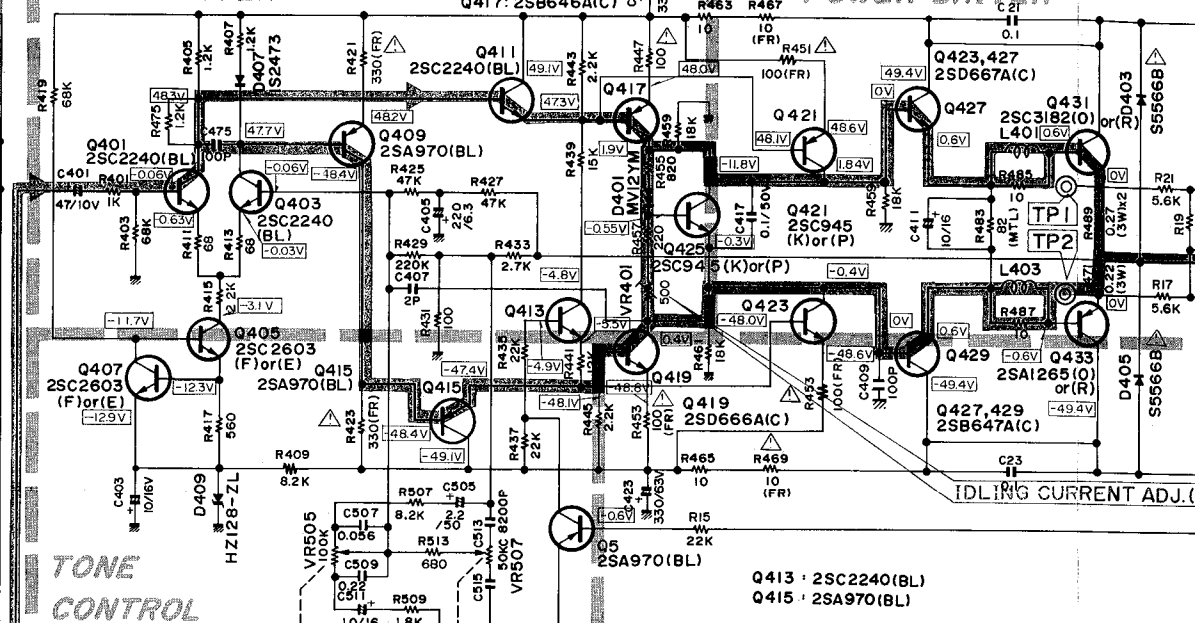 Q417: 2SB646A(C)
R463
10
R467
10
(FR)
C21
0.1
R405
1.2K
R407
1.2K
D407
S2473
R421
330(FR)
Q411
2SC2240(BL)
49.1V
R443
2.2K
R447
100
48.0V
R451
100(FR)
49.4V
Q423,427
2SD667A(C)
D403
S5566B
R419
68K
48.3V
R475
1.2K
C475
47.7V
48.2V
Q409
2SA970(BL)
47.3V
Q417
R459
18K
Q421
48.1V
46.6V
0V
Q427
0.6V
Q431
2SC3182(O)
or(R)
L401
0.6V
Q401
2SC2240(BL)
-0.06V
-0.06V
-48.4V
R439
15K
1.9V
R455
820
-11.8V
1.84V
C401
47/10V
R401
1K
Q403
2SC2240
(BL)
R425
47K
R427
47K
D401
MV12YM
R459
18K
R485
10
(MTL)
0V
R21
5.6K
-0.63V
R403
68K
R411
68
R413
68
-0.03V
C405
220
/6.3
-0.55V
R457
220
Q425
2SC945(K)or(P)
C417
0.1/50V
-0.3V
Q421
2SC945
(K)or(P)
C411
10/16
R483
82
TP1
TP2
R489
0.27
(3W)x2
R19
R429
220K
R433
2.7K
C407
2P
R415
2.2K
-3.1V
-4.8V
VR401
500
-0.4V
L403
0.22
(3W)
R17
5.6K
-11.7V
Q405
2SC2603
(F)or(E)
R431
100
Q413
-5.5V
-48.0V
Q423
0V
R487
10
0V
Q407
2SC2603
(F)or(E)
-12.3V
-12.9V
Q415
2SA970(BL)
-47.4V
Q415
R435
22K
-4.9V
R441
0.4V
R461
18K
-48.6V
0.6V
Q429
-0.6V
Q433
2SA1265(O)
or(R)
D405
S5566B
R417
560
R423
330(FR)
-48.4V
-49.1V
-48.1V
-48.6V
Q419
R445
2.2K
R453
100
(FR)
Q419
2SD666A(C)
R453
100(FR)
C409
100P
-49.4V
Q427,429
2SB647A(C)
-49.4V
R437
22K
C403
10/16V
D409
HZ12B-ZL
R409
8.2K
R465
10
R469
10
(FR)
C23
0.1
IDLING CURRENT ADJ.(
R507
8.2K
C505
2.2
/50
C423
330/63V
VR505
100K
C507
0.056
C513
8200P
-0.6V
Q5
2SA970(BL)
R15
22K
R513
680
50KC
VR507
C509
0.22
C511
10/16
R509
1.8K
C515
TONE
CONTROL
Q413 : 2SC2240(BL)
Q415 : 2SA970(BL)